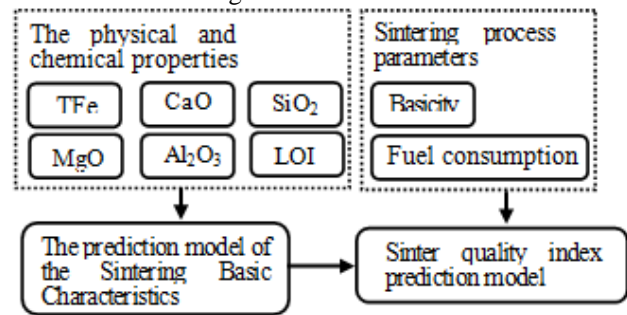 The physical and
chemical properties
TFe
CaO
SiO₂
MgO
Al₂O₃
LOI
Sintering process
parameters
Basicity
Fuel consumption
The prediction model of
the Sintering Basic
Characteristics
Sinter quality index
prediction model